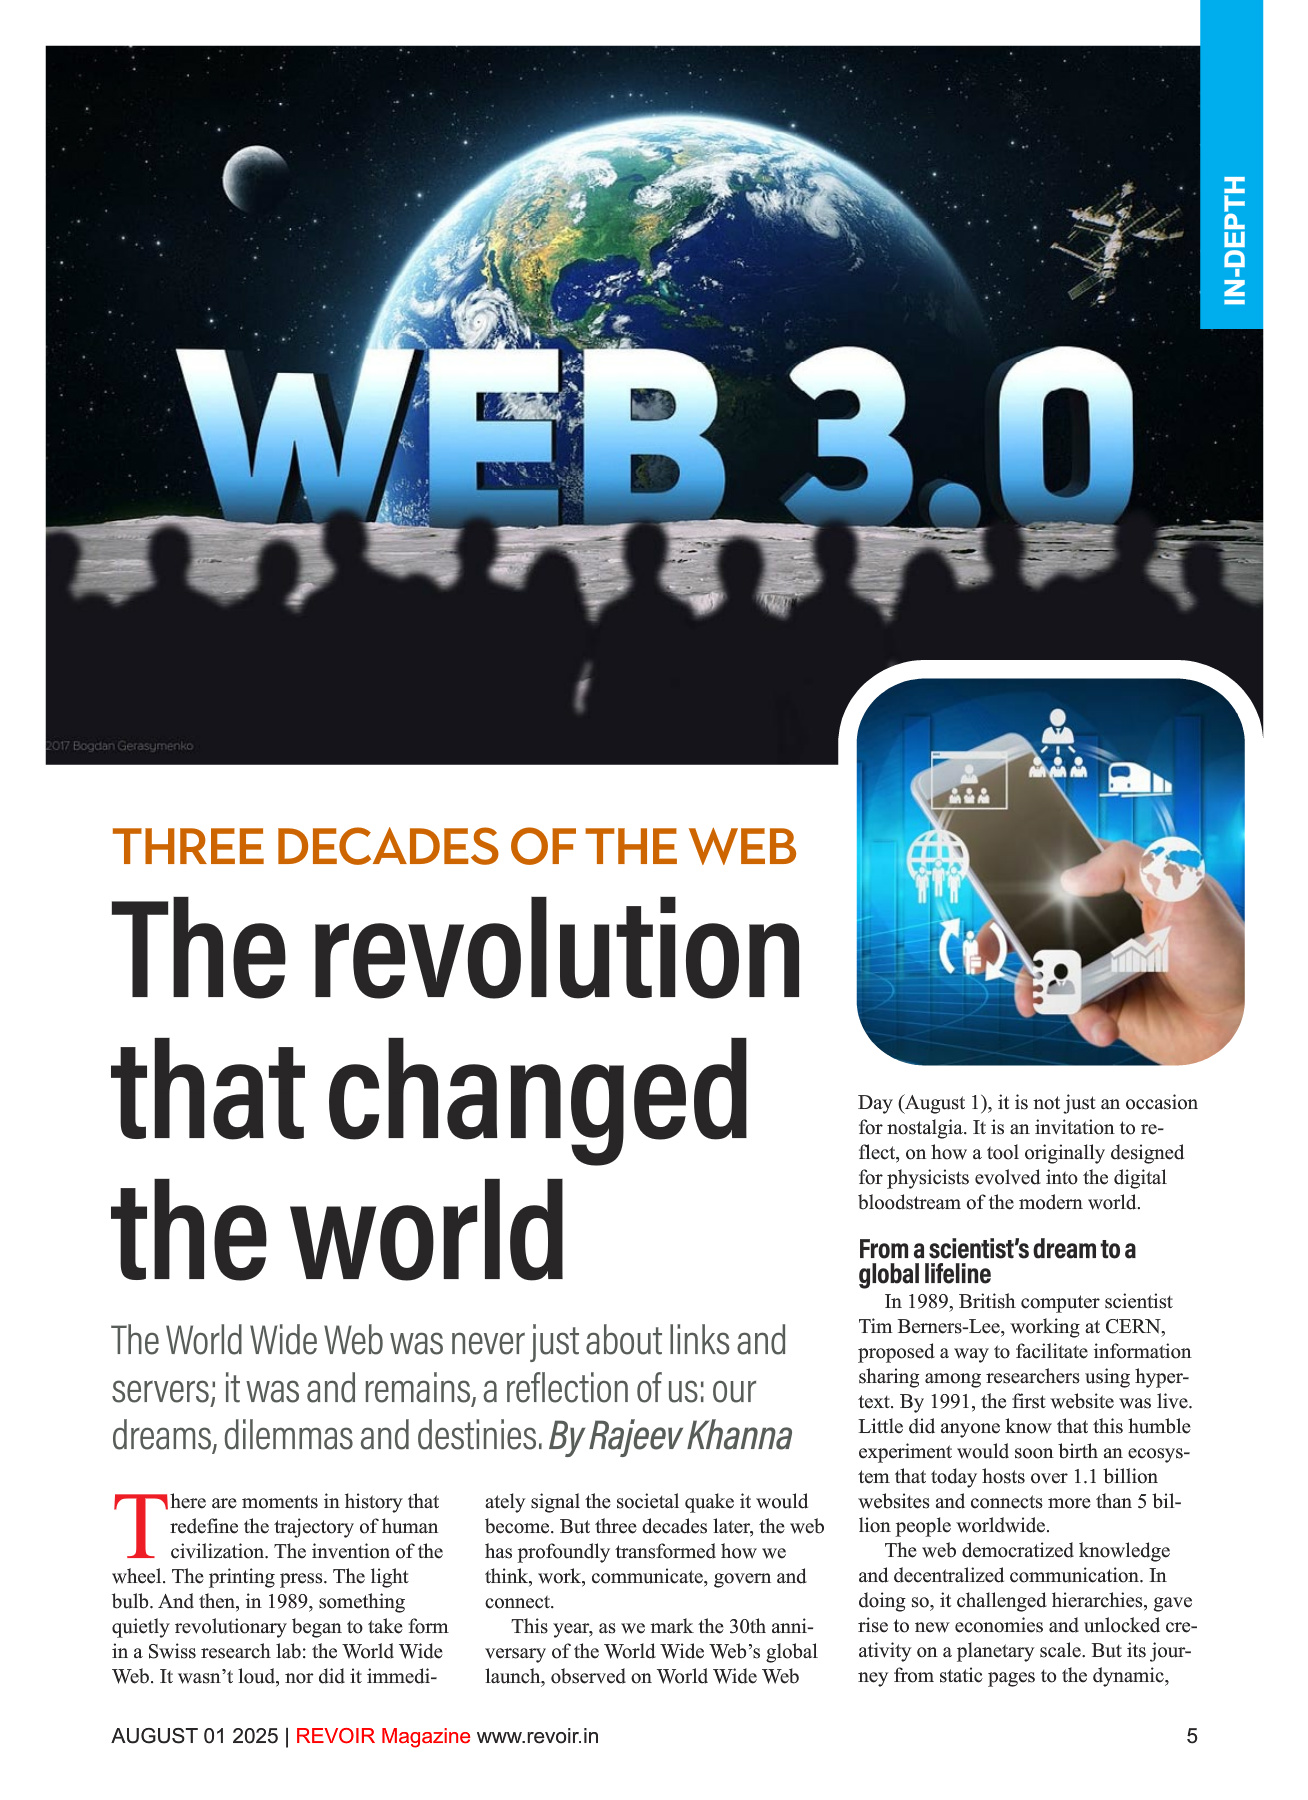 IN-DEPTH
WEB 3.0
2017 Bogdan Gerasymenko
THREE DECADES OF THE WEB
The revolution
that changed
the world
The World Wide Web was never just about links and
servers; it was and remains, a reflection of us: our
dreams, dilemmas and destinies. By Rajeev Khanna
There are moments in history that
redefine the trajectory of human
civilization. The invention of the
wheel. The printing press. The light
bulb. And then, in 1989, something
quietly revolutionary began to take form
in a Swiss research lab: the World Wide
Web. It wasn’t loud, nor did it immedi-
ately signal the societal quake it would
become. But three decades later, the web
has profoundly transformed how we
think, work, communicate, govern and
connect.
This year, as we mark the 30th anni-
versary of the World Wide Web’s global
launch, observed on World Wide Web
Day (August 1), it is not just an occasion
for nostalgia. It is an invitation to re-
flect, on how a tool originally designed
for physicists evolved into the digital
bloodstream of the modern world.
From a scientist’s dream to a
global lifeline
In 1989, British computer scientist
Tim Berners-Lee, working at CERN,
proposed a way to facilitate information
sharing among researchers using hyper-
text. By 1991, the first website was live.
Little did anyone know that this humble
experiment would soon birth an ecosys-
tem that today hosts over 1.1 billion
websites and connects more than 5 bil-
lion people worldwide.
The web democratized knowledge
and decentralized communication. In
doing so, it challenged hierarchies, gave
rise to new economies and unlocked cre-
ativity on a planetary scale. But its jour-
ney from static pages to the dynamic,
AUGUST 01 2025 | REVOIR Magazine www.revoir.in
5